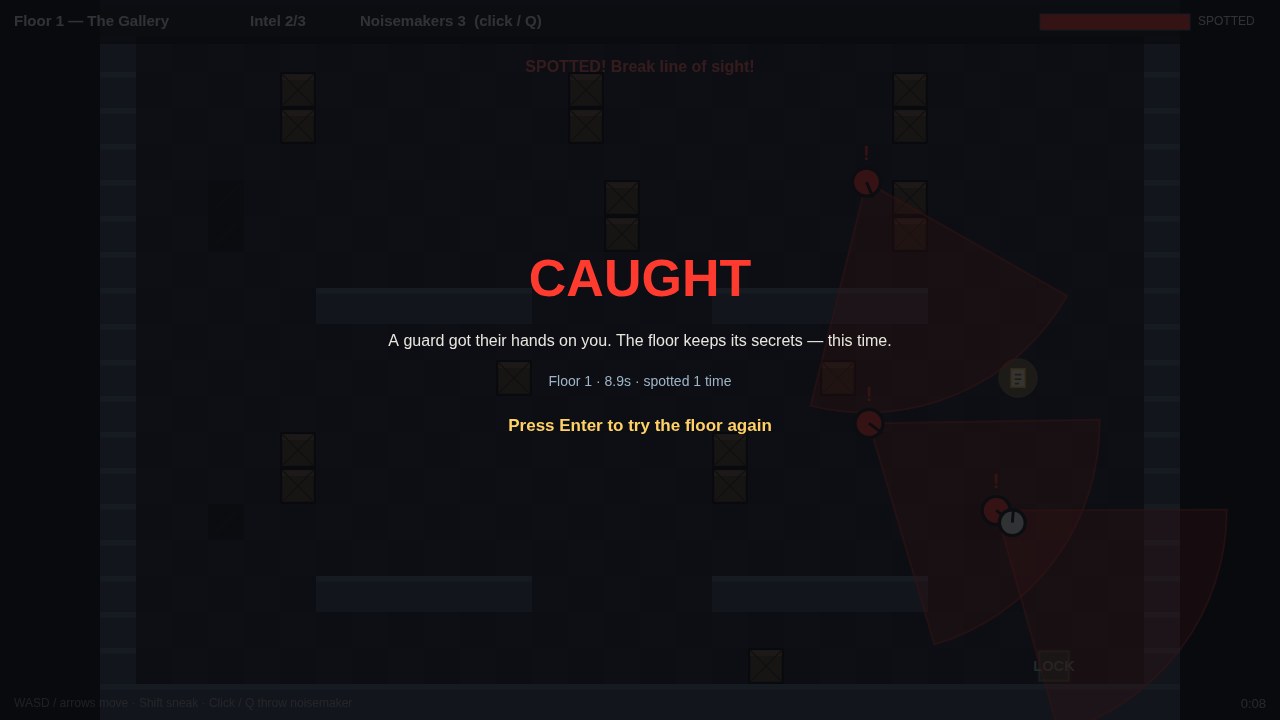 Floor 1 — The Gallery
Intel 2/3
Noisemakers 3 (click / Q)
SPOTTED
SPOTTED! Break line of sight!
!
CAUGHT
A guard got their hands on you. The floor keeps its secrets — this time.
Floor 1 · 8.9s · spotted 1 time
!
Press Enter to try the floor again
!
LOCK
WASD / arrows move · Shift sneak · Click / Q throw noisemaker
0:08